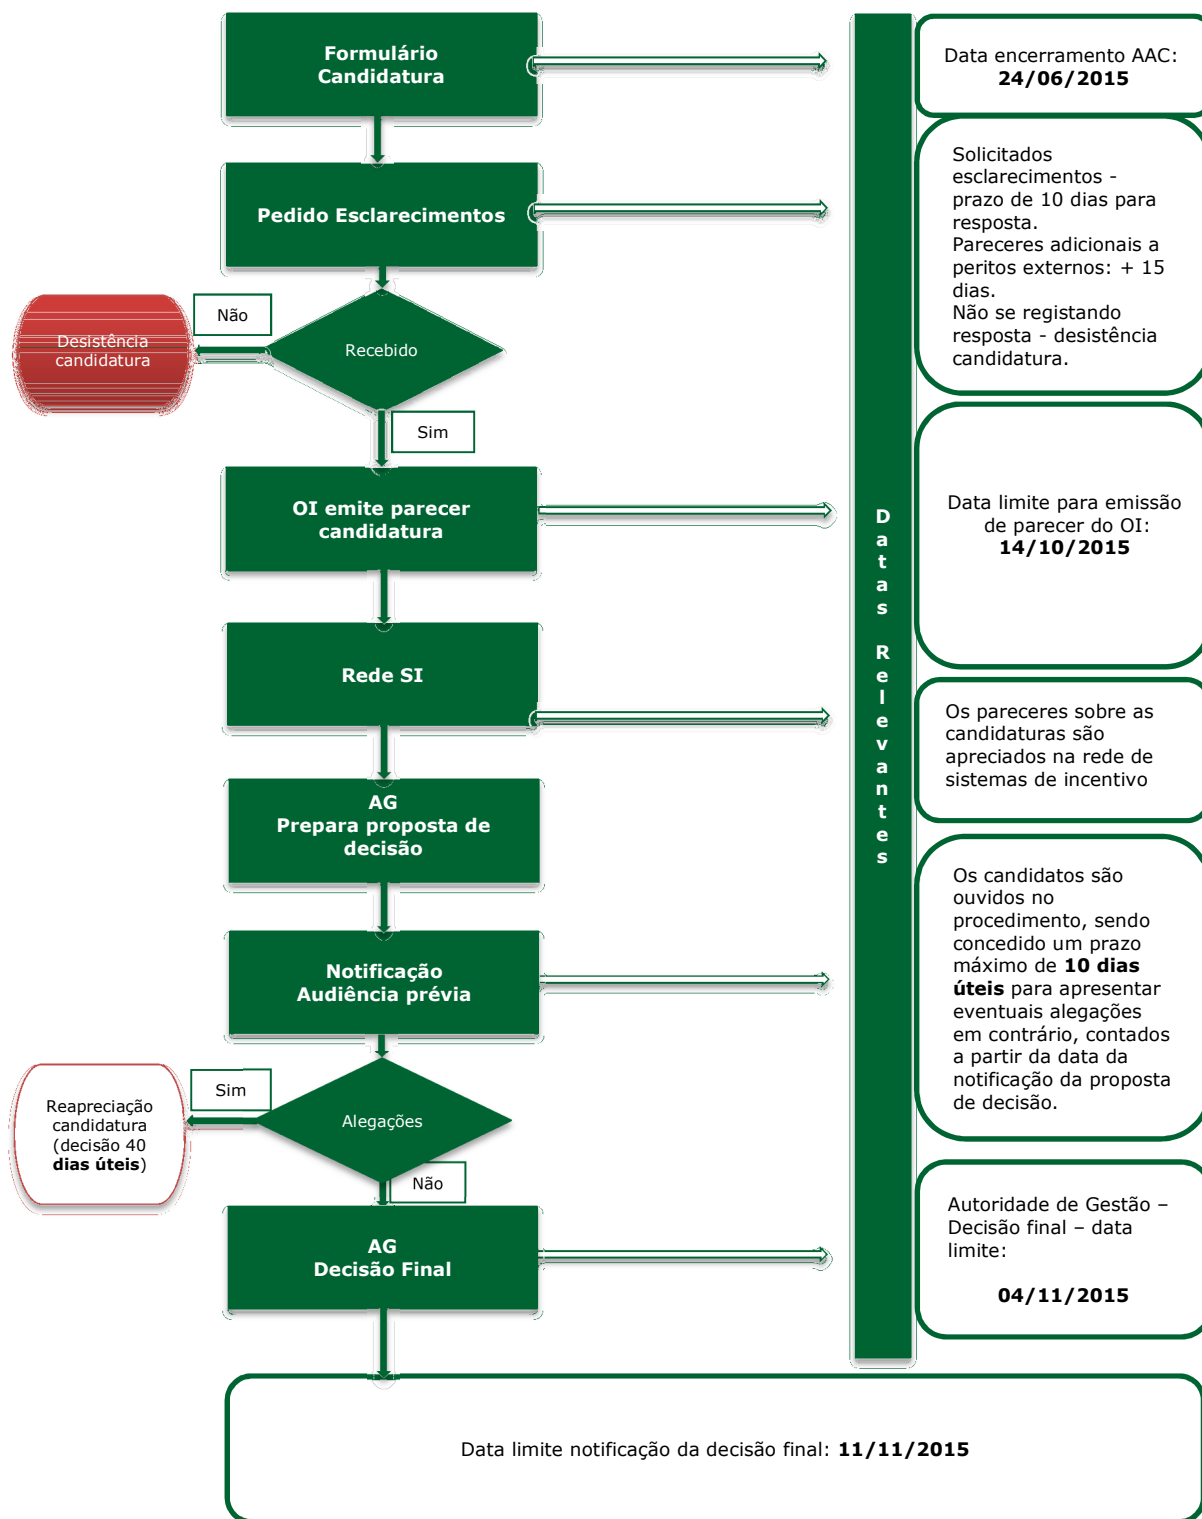 Formulário
Candidatura
Data encerramento AAC:
24/06/2015
Pedido Esclarecimentos
Solicitados
esclarecimentos -
prazo de 10 dias para
resposta.
Pareceres adicionais a
peritos externos: + 15
dias.
Não se registando
resposta - desistência
candidatura.
Não
Desistência
candidatura
Recebido
Sim
OI emite parecer
candidatura
Data limite para emissão
de parecer do OI:
14/10/2015
Datas Relevantes
Rede SI
Os pareceres sobre as
candidaturas são
apreciados na rede de
sistemas de incentivo
AG
Prepara proposta de
decisão
Notificação
Audiência prévia
Os candidatos são
ouvidos no
procedimento, sendo
concedido um prazo
máximo de 10 dias
úteis para apresentar
eventuais alegações
em contrário, contados
a partir da data da
notificação da proposta
de decisão.
Sim
Reapreciação
candidatura
(decisão 40
dias úteis)
Alegações
Não
AG
Decisão Final
Autoridade de Gestão –
Decisão final – data
limite:
04/11/2015
Data limite notificação da decisão final: 11/11/2015